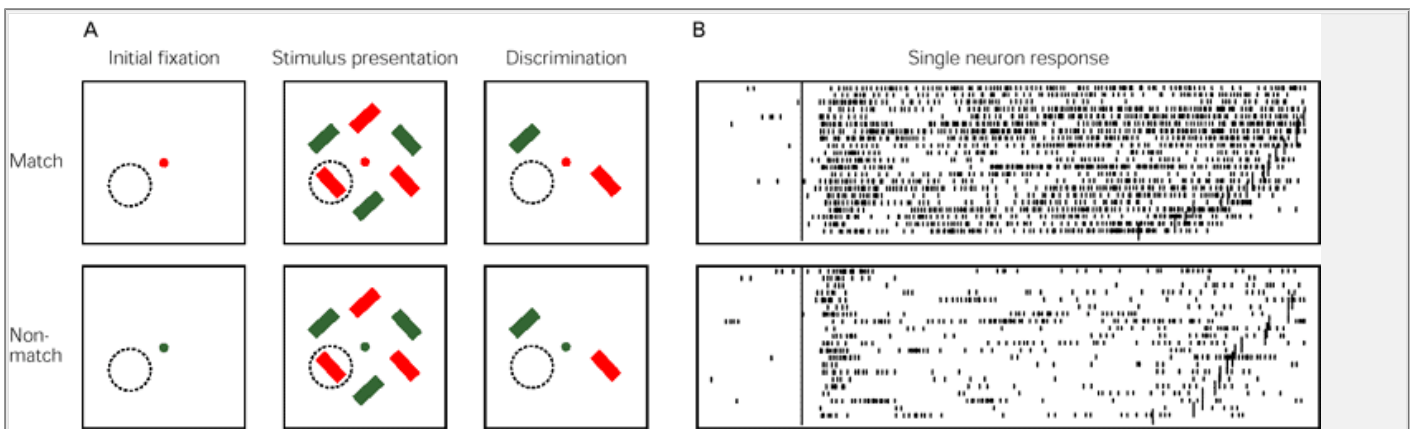 A
B
Initial fixation
Stimulus presentation
Discrimination
Single neuron response
Match
Non-
match